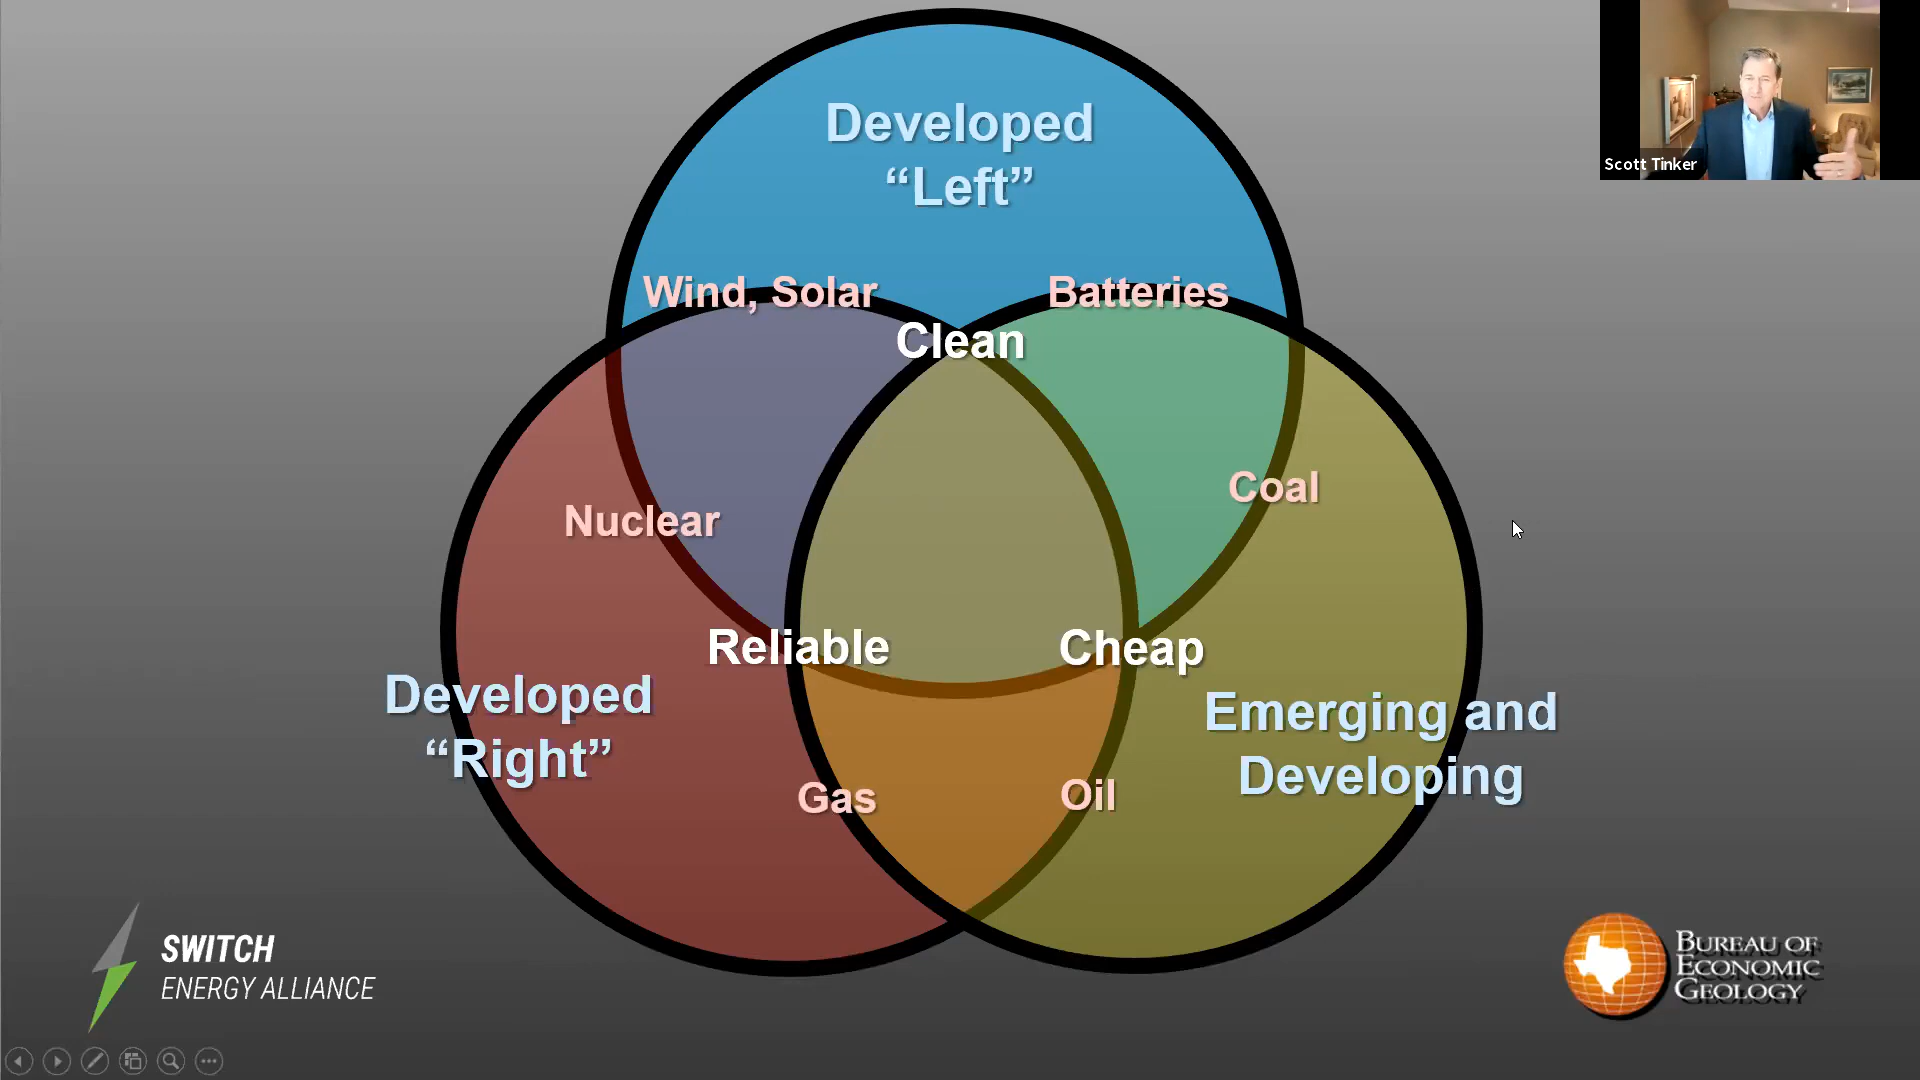 Developed
“Left”
Scott Tinker
Wind, Solar
Batteries
Clean
Coal
Nuclear
Reliable
Cheap
Developed
“Right”
Emerging and
Developing
Gas
Oil
SWITCH
ENERGY ALLIANCE
BUREAU OF
ECONOMIC
GEOLOGY